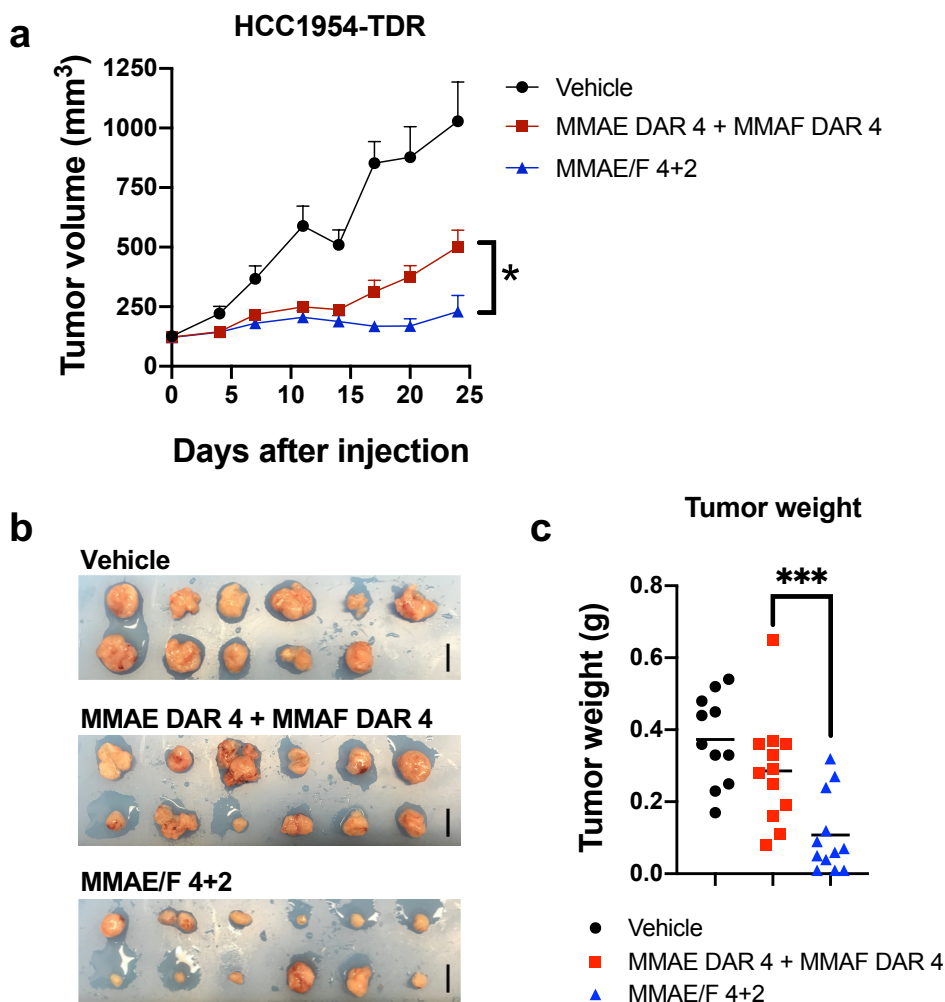 a
HCC1954-TDR
Tumor volume (mm³)
1250
1000
750
500
250
0
0 5 10 15 20 25
Days after injection
Vehicle
MMAE DAR 4 + MMAF DAR 4
MMAE/F 4+2
*
b
Vehicle
MMAE DAR 4 + MMAF DAR 4
MMAE/F 4+2
c
Tumor weight
***
Tumor weight (g)
0.8
0.6
0.4
0.2
0.0
Vehicle
MMAE DAR 4 + MMAF DAR 4
MMAE/F 4+2